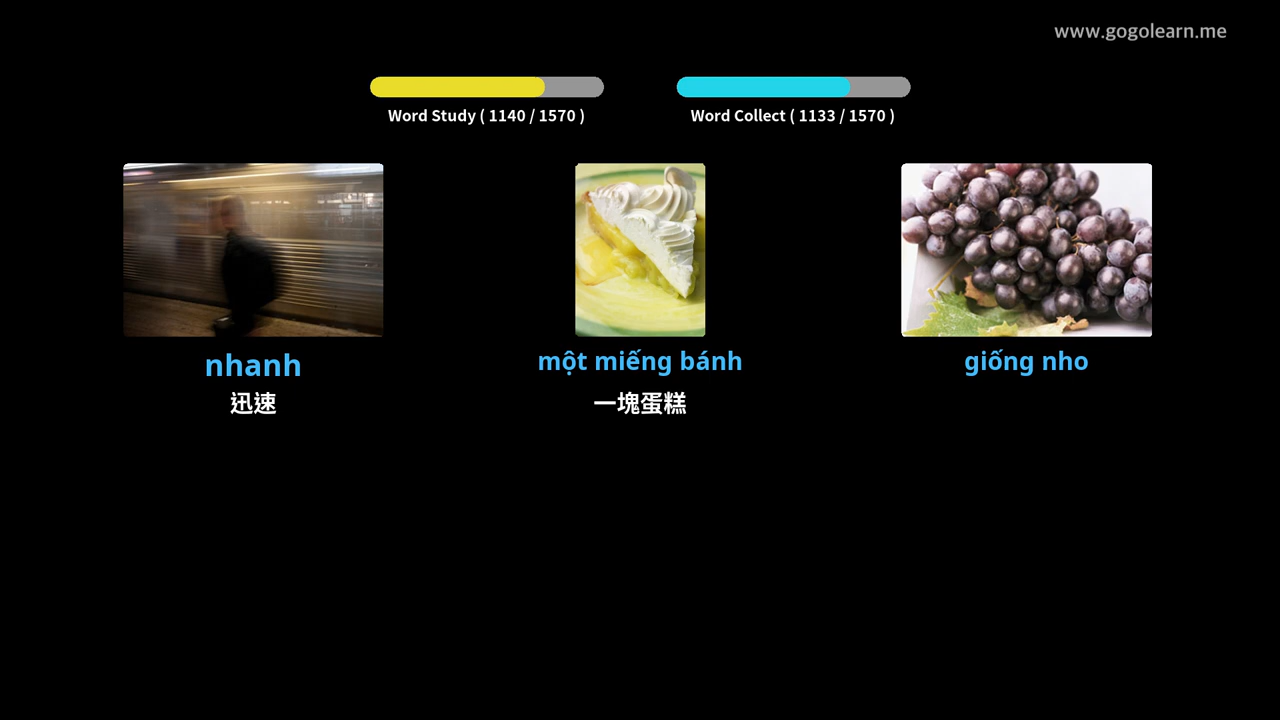 www.gogolearn.me
Word Study ( 1140 / 1570 )
Word Collect ( 1133 / 1570 )
nhanh
迅速
một miếng bánh
一塊蛋糕
giống nho